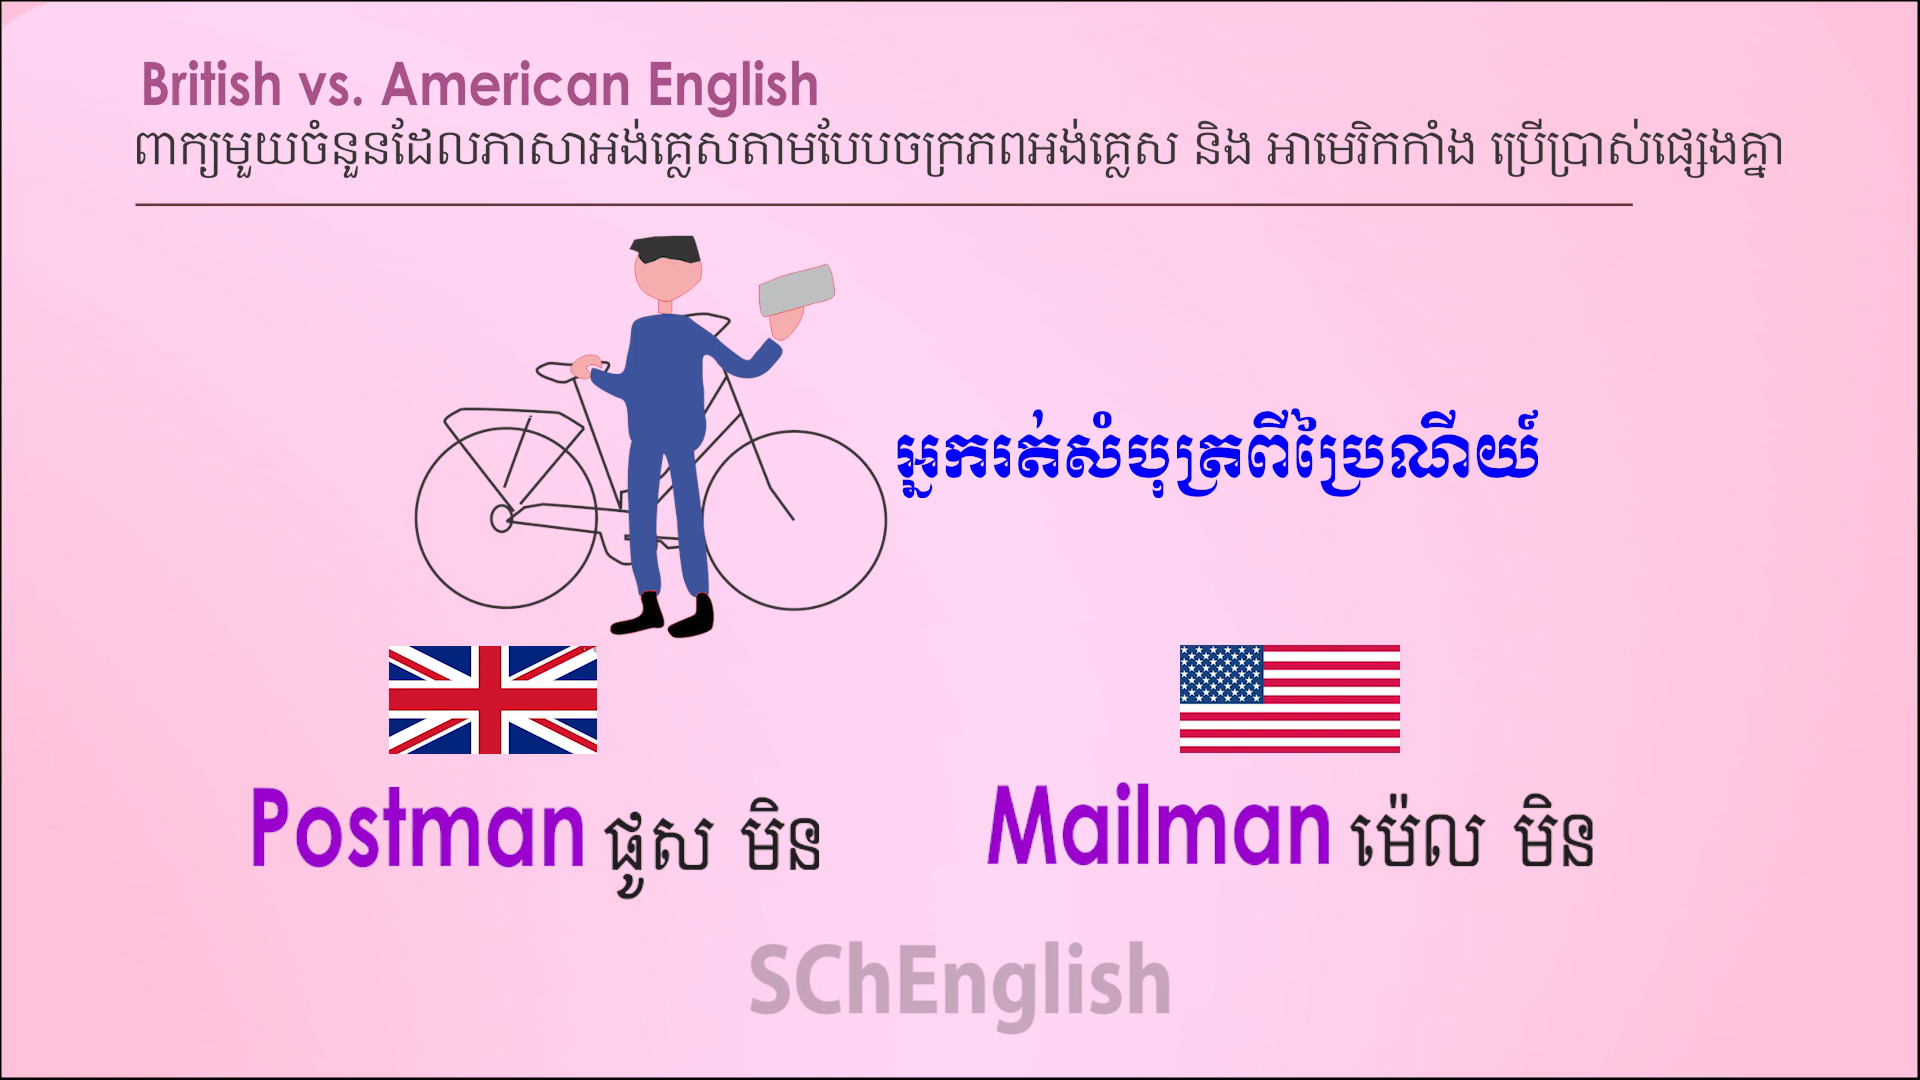 British vs. American English
ពាក្យមួយចំនួនដែលភាសាអង់គ្លេសតាមបែបចក្រភពអង់គ្លេស និង អាមេរិកកាំង ប្រើប្រាស់ផ្សេងគ្នា
អ្នករត់សំបុត្រពីប្រៃណីយ៍
Postman ផូស មិន
Mailman ម៉េល មិន
SChEnglish